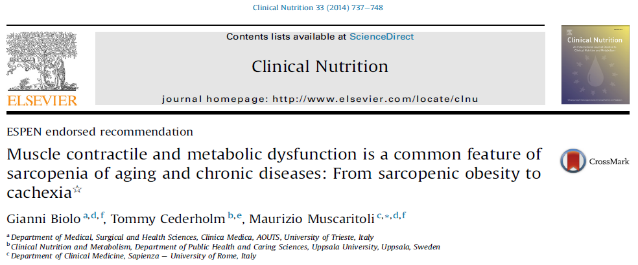 Clinical Nutrition 33 (2014) 737–748
Contents lists available at ScienceDirect
Clinical Nutrition
journal homepage: http://www.elsevier.com/locate/clnu
ELSEVIER
Clinical Nutrition
ESPEN endorsed recommendation
Muscle contractile and metabolic dysfunction is a common feature of
sarcopenia of aging and chronic diseases: From sarcopenic obesity to
cachexia☆
CrossMark
Gianni Biolo a,d,f, Tommy Cederholm b,e, Maurizio Muscaritoli c,*,d,f
a Department of Medical, Surgical and Health Sciences, Clinica Medica, AOUTS, University of Trieste, Italy
b Clinical Nutrition and Metabolism, Department of Public Health and Caring Sciences, Uppsala University, Uppsala, Sweden
c Department of Clinical Medicine, Sapienza – University of Rome, Italy